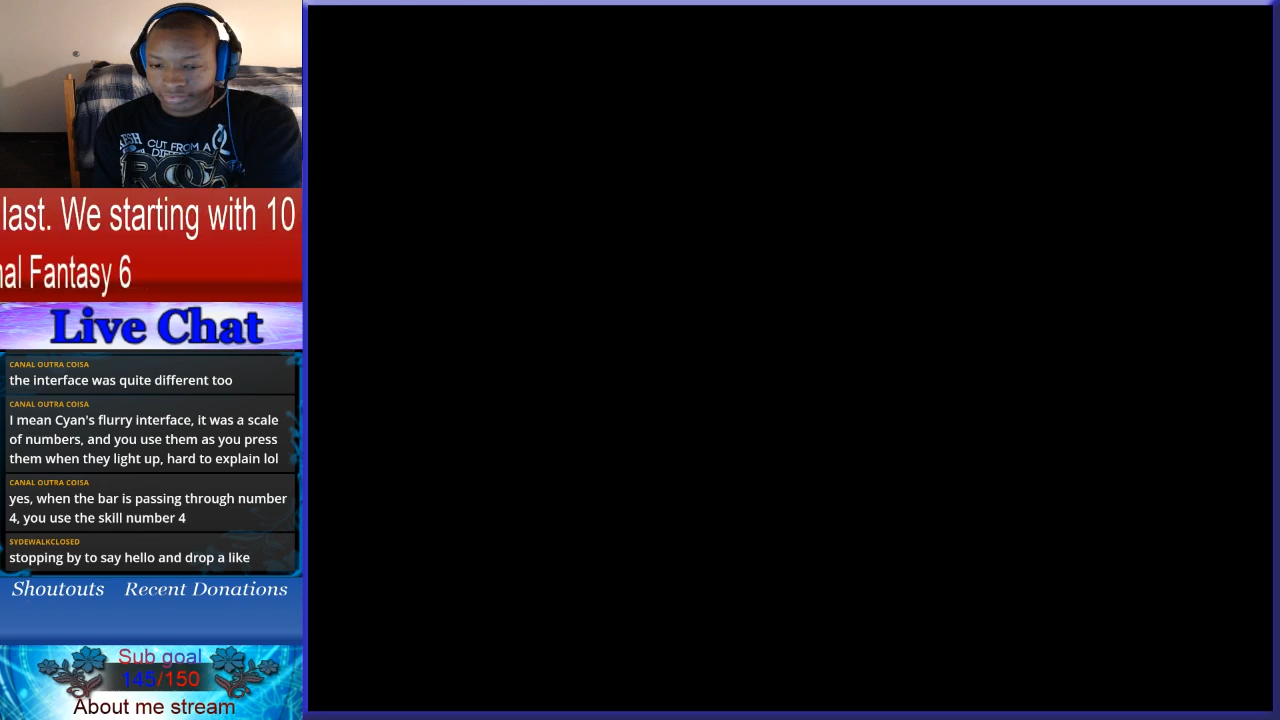 CUT FROM A
last. We starting with 10
nal Fantasy 6
Live Chat
CANAL OUTRA COISA
the interface was quite different too
CANAL OUTRA COISA
I mean Cyan's flurry interface, it was a scale
of numbers, and you use them as you press
them when they light up, hard to explain lol
CANAL OUTRA COISA
yes, when the bar is passing through number
4, you use the skill number 4
SYDEWALKCLOSED
stopping by to say hello and drop a like
Shoutouts Recent Donations
Sub goal
145/150
About me stream